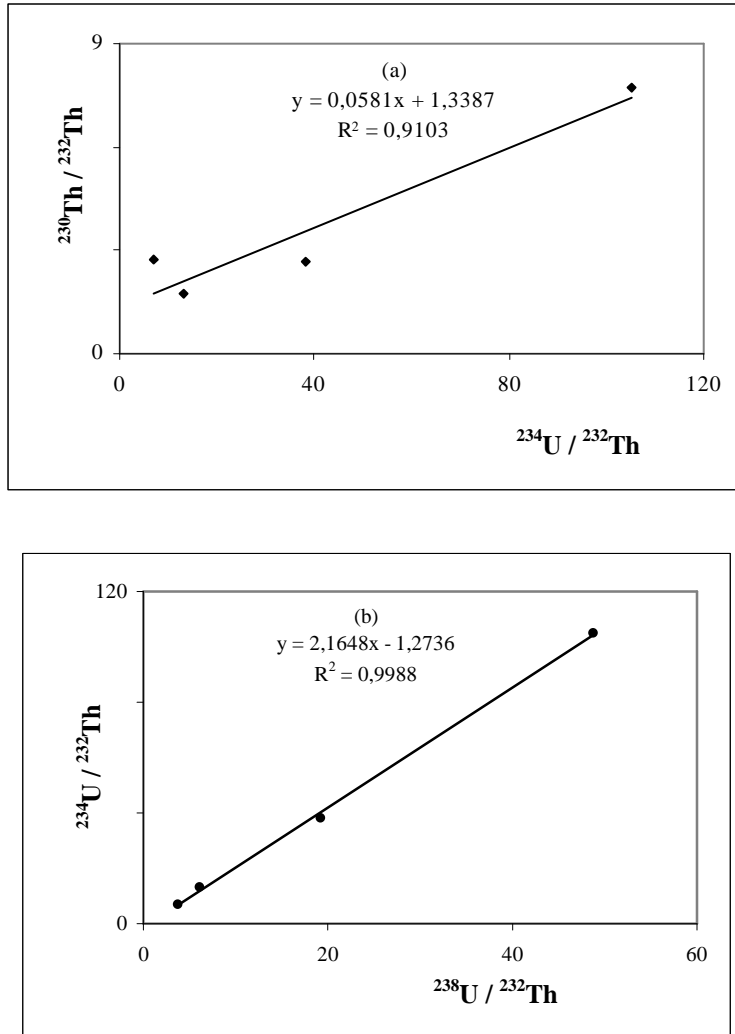 9
(a)
y = 0,0581x + 1,3387
R² = 0,9103
²³⁰Th / ²³²Th
0
0 40 80 120
²³⁴U / ²³²Th
120
(b)
y = 2,1648x - 1,2736
R² = 0,9988
²³⁴U / ²³²Th
0
0 20 40 60
²³⁸U / ²³²Th